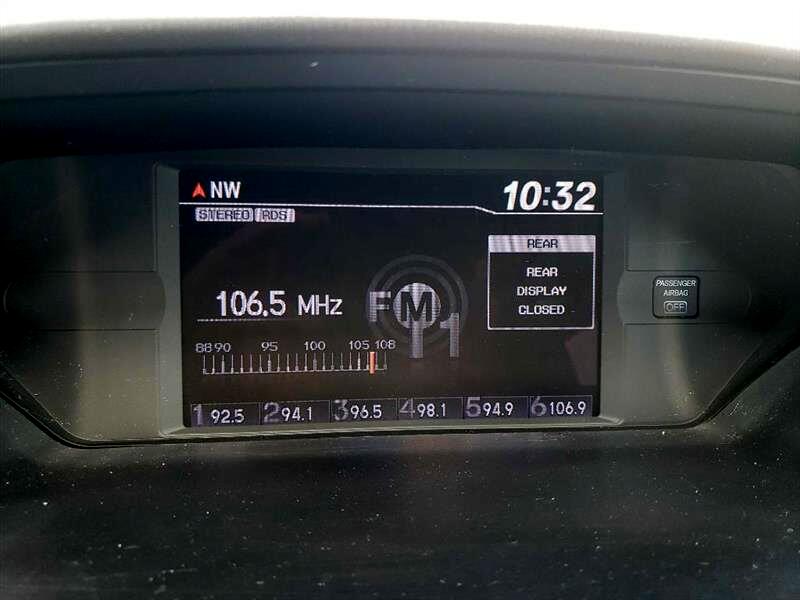 NW
10:32
STEREO RDS
REAR
REAR
DISPLAY
CLOSED
106.5 MHz
FM1
88 90 95 100 105 108
1 92.5 2 94.1 3 96.5 4 98.1 5 94.9 6 106.9
PASSENGER
AIRBAG
OFF